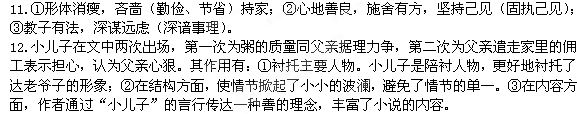 11.①形体消瘦，吝啬（勤俭、节省）持家；②心地善良，施舍有方，坚持己见（固执己见）；
③教子有法，深谋远虑（深谙事理）。
12.小儿子在文中两次出场，第一次为粥的质量同父亲据理力争，第二次为父亲遣走家里的佣
工表示担心，认为父亲心狠。其作用有：①衬托主要人物。小儿子是陪衬人物，更好地衬托了
达老爷子的形象；②在结构方面，使情节掀起了小小的波澜，避免了情节的单一。③在内容方
面，作者通过“小儿子”的言行传达一种善的理念，丰富了小说的内容。